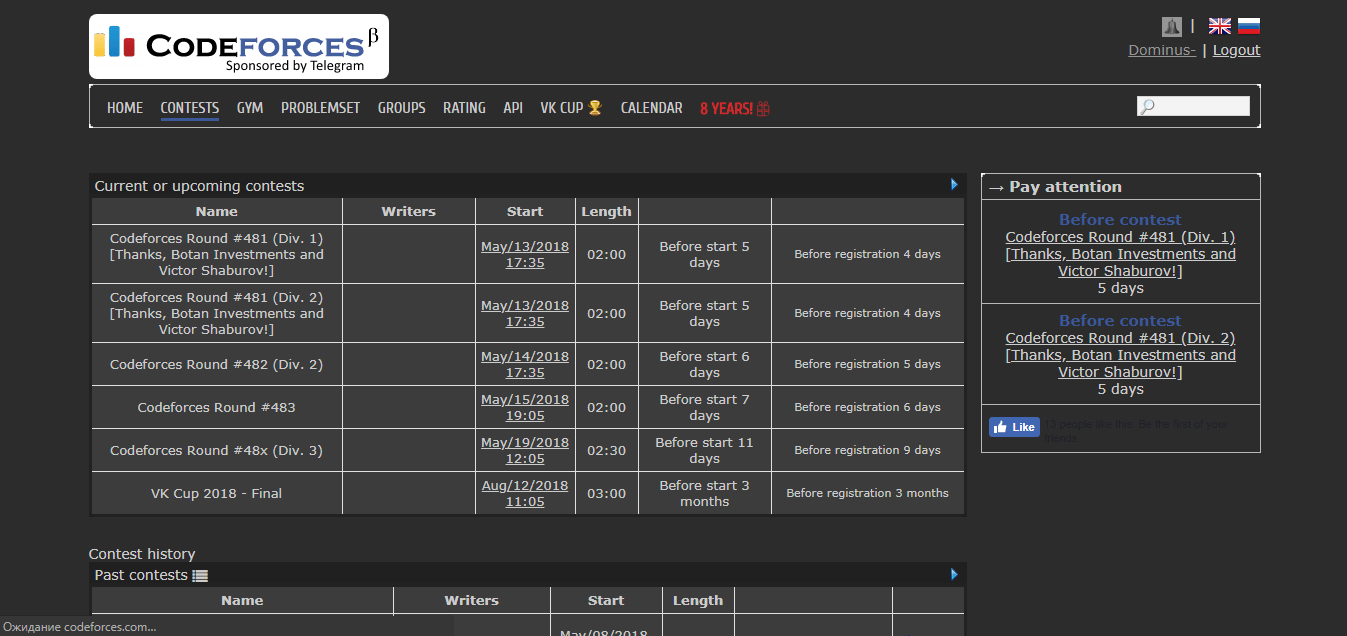 CODEFORCES β
Sponsored by Telegram
|
Dominus- | Logout
HOME CONTESTS GYM PROBLEMSET GROUPS RATING API VK CUP CALENDAR 8 YEARS!
Current or upcoming contests
Name Writers Start Length
Codeforces Round #481 (Div. 1)
[Thanks, Botan Investments and
Victor Shaburov!]
May/13/2018
17:35
02:00
Before start 5
days
Before registration 4 days
Codeforces Round #481 (Div. 2)
[Thanks, Botan Investments and
Victor Shaburov!]
May/13/2018
17:35
02:00
Before start 5
days
Before registration 4 days
Codeforces Round #482 (Div. 2)
May/14/2018
17:35
02:00
Before start 6
days
Before registration 5 days
Codeforces Round #483
May/15/2018
19:05
02:00
Before start 7
days
Before registration 6 days
Codeforces Round #48x (Div. 3)
May/19/2018
12:05
02:30
Before start 11
days
Before registration 9 days
VK Cup 2018 - Final
Aug/12/2018
11:05
03:00
Before start 3
months
Before registration 3 months
→ Pay attention
Before contest
Codeforces Round #481 (Div. 1)
[Thanks, Botan Investments and
Victor Shaburov!]
5 days
Before contest
Codeforces Round #481 (Div. 2)
[Thanks, Botan Investments and
Victor Shaburov!]
5 days
Like
people like this. Be the first of your
friends.
Contest history
Past contests
Name Writers Start Length
May/08/2018
Ожидание codeforces.com...